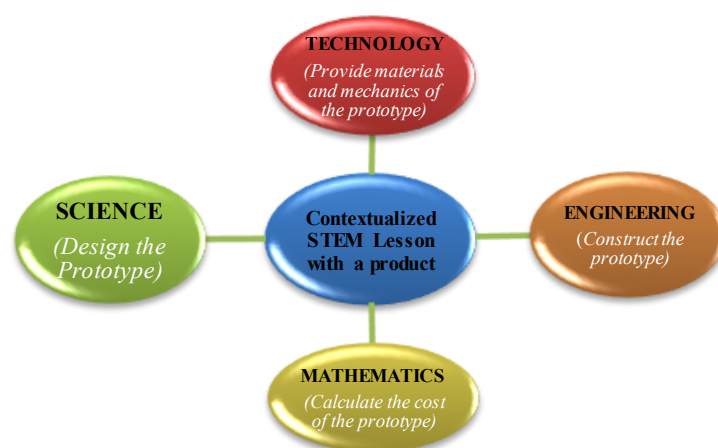 TECHNOLOGY
(Provide materials
and mechanics of
the prototype)
SCIENCE
(Design the
Prototype)
Contextualized
STEM Lesson
with a product
ENGINEERING
(Construct the
prototype)
MATHEMATICS
(Calculate the cost
of the prototype)